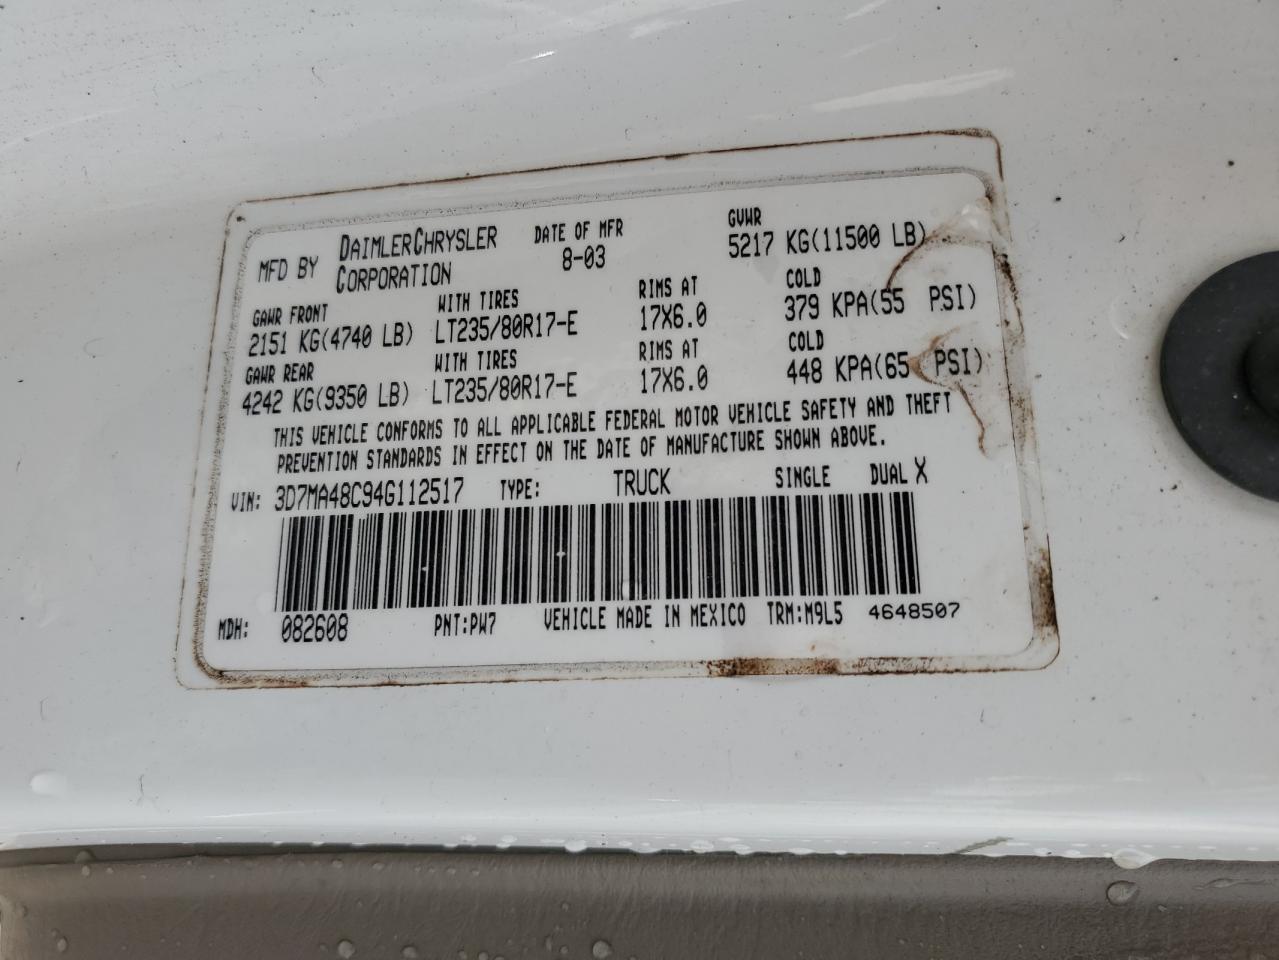 MFD BY DAIMLERCHRYSLER CORPORATION DATE OF MFR 8-03 GVWR 5217 KG(11500 LB)
GAWR FRONT WITH TIRES RIMS AT COLD
2151 KG(4740 LB) LT235/80R17-E 17X6.0 379 KPA(55 PSI)
GAWR REAR WITH TIRES RIMS AT COLD
4242 KG(9350 LB) LT235/80R17-E 17X6.0 448 KPA(65 PSI)
THIS VEHICLE CONFORMS TO ALL APPLICABLE FEDERAL MOTOR VEHICLE SAFETY AND THEFT
PREVENTION STANDARDS IN EFFECT ON THE DATE OF MANUFACTURE SHOWN ABOVE.
VIN: 3D7MA48C94G112517 TYPE: TRUCK SINGLE DUAL X
MDH: 082608 PNT:PW7 VEHICLE MADE IN MEXICO TRM:M9L5 4648507